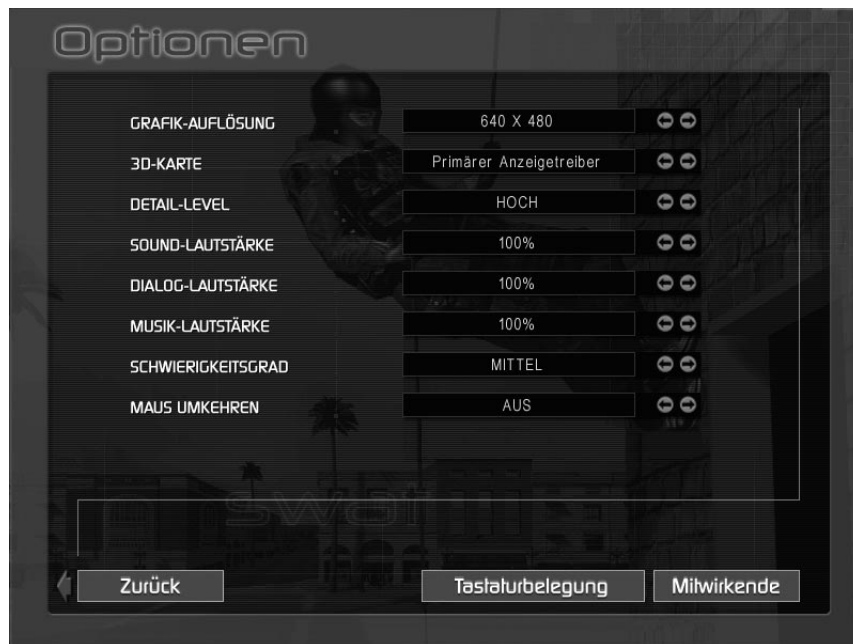 Optionen
GRAFIK-AUFLÖSUNG 640 X 480
3D-KARTE Primärer Anzeigetreiber
DETAIL-LEVEL HOCH
SOUND-LAUTSTÄRKE 100%
DIALOG-LAUTSTÄRKE 100%
MUSIK-LAUTSTÄRKE 100%
SCHWIERIGKEITSGRAD MITTEL
MAUS UMKEHREN AUS
swat
Zurück Tastaturbelegung Mitwirkende